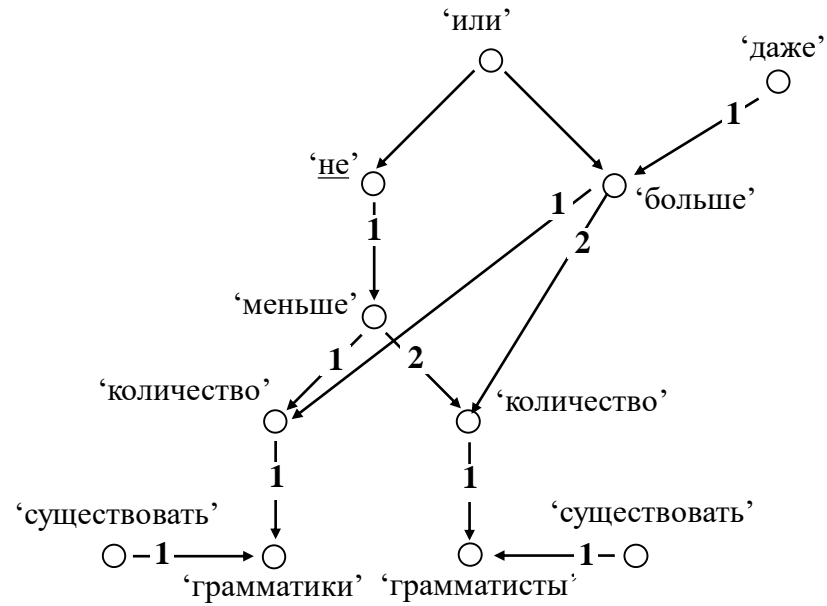 ‘или’
‘даже’
1
‘не’
‘больше’
1
1
2
‘меньше’
1
2
‘количество’
‘количество’
1
1
‘существовать’
‘существовать’
1
1
‘грамматики’
‘грамматисты’